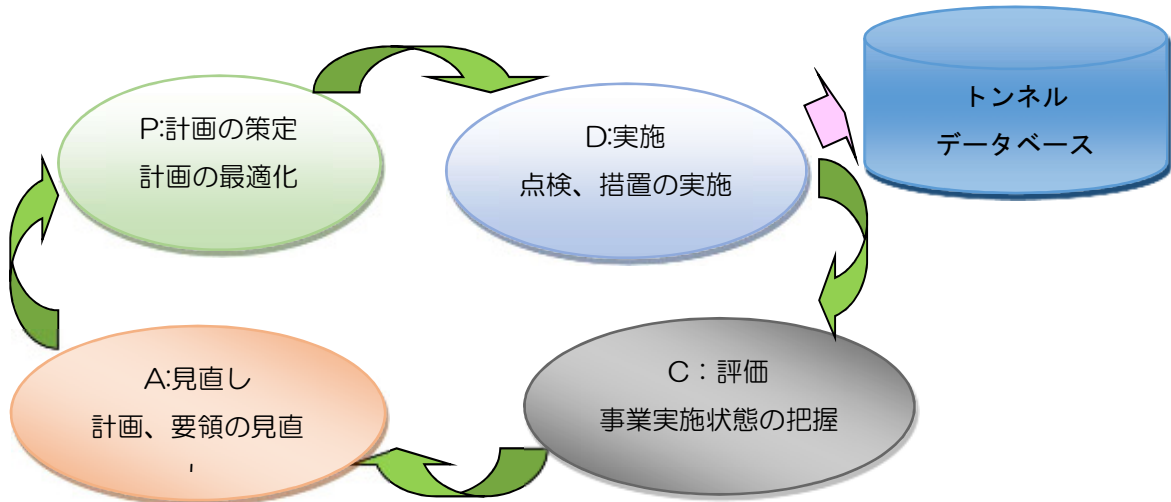 P:計画の策定
計画の最適化
D:実施
点検、措置の実施
トンネル
データベース
A:見直し
計画、要領の見直
C：評価
事業実施状態の把握